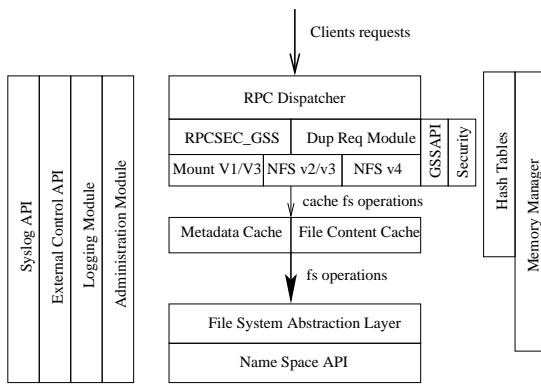 Clients requests
RPC Dispatcher
RPCSEC_GSS
Dup Req Module
Mount V1/V3
NFS v2/v3
NFS v4
GSSAPI
Security
cache fs operations
Metadata Cache
File Content Cache
fs operations
File System Abstraction Layer
Name Space API
Syslog API
External Control API
Logging Module
Administration Module
Hash Tables
Memory Manager